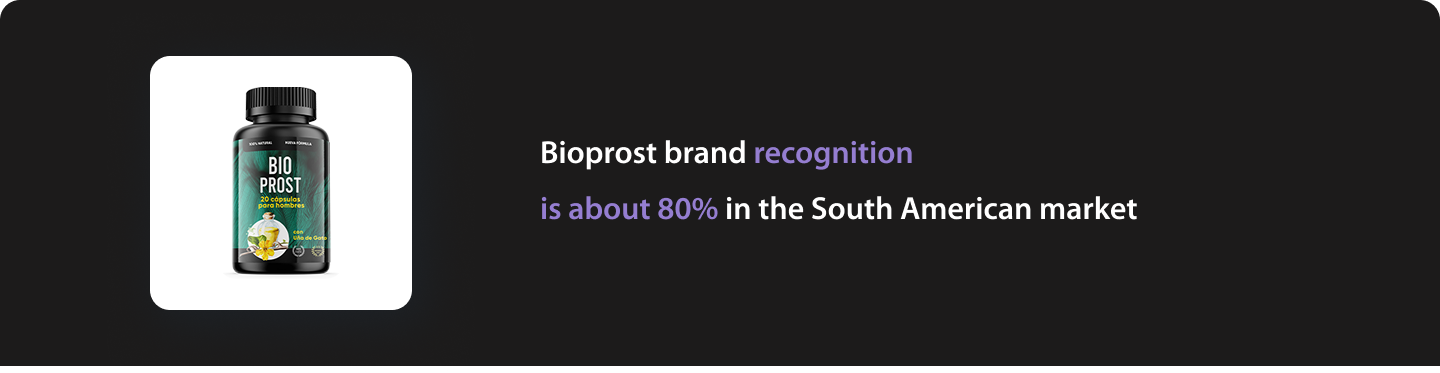 100% NATURAL NUEVA FÓRMULA
BIO
PROST
20 cápsulas
para hombres
con
Uña de Gato
Bioprost brand recognition
is about 80% in the South American market